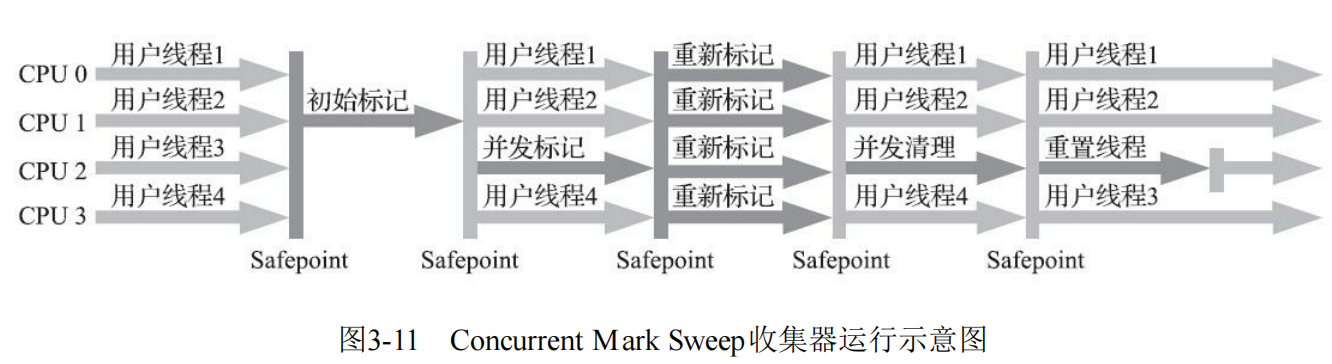 用户线程1 用户线程1 重新标记 用户线程1 用户线程1
CPU 0
用户线程2 初始标记 用户线程2 重新标记 用户线程2 用户线程2
CPU 1
用户线程3 并发标记 重新标记 并发清理 重置线程
CPU 2
用户线程4 用户线程4 重新标记 用户线程4 用户线程3
CPU 3
Safepoint Safepoint Safepoint Safepoint Safepoint
图3-11 Concurrent Mark Sweep收集器运行示意图